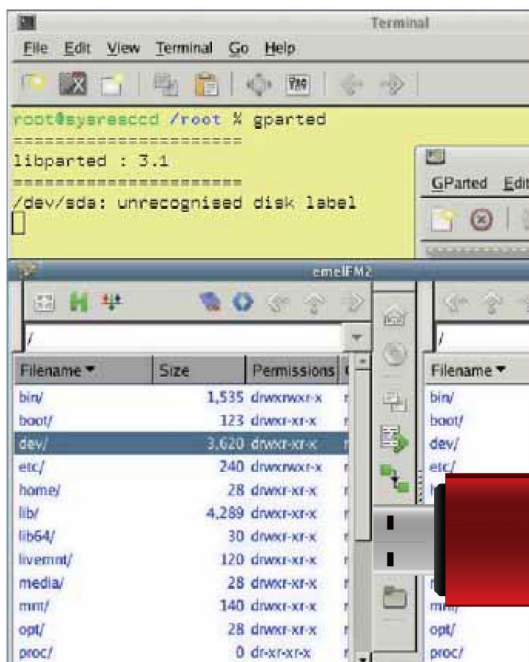 Terminal
File Edit View Terminal Go Help
root@sysresccd /root % gparted
======================
libparted : 3.1
======================
/dev/sda: unrecognised disk label
GParted Edit
emelFM2
/
/
Filename Size Permissions
Filename
bin/ 1,535 drwxrwxr-x
bin/
boot/ 123 drwxr-xr-x
boot/
dev/ 3,620 drwxr-xr-x
dev/
etc/ 240 drwxrwxr-x
etc/
home/ 28 drwxr-xr-x
lib/ 4,289 drwxr-xr-x
lib64/ 30 drwxr-xr-x
livemnt/ 120 drwxr-xr-x
media/ 28 drwxr-xr-x
mnt/ 140 drwxr-xr-x
mnt/
opt/ 28 drwxr-xr-x
opt/
proc/ 0 dr-xr-xr-x
proc/